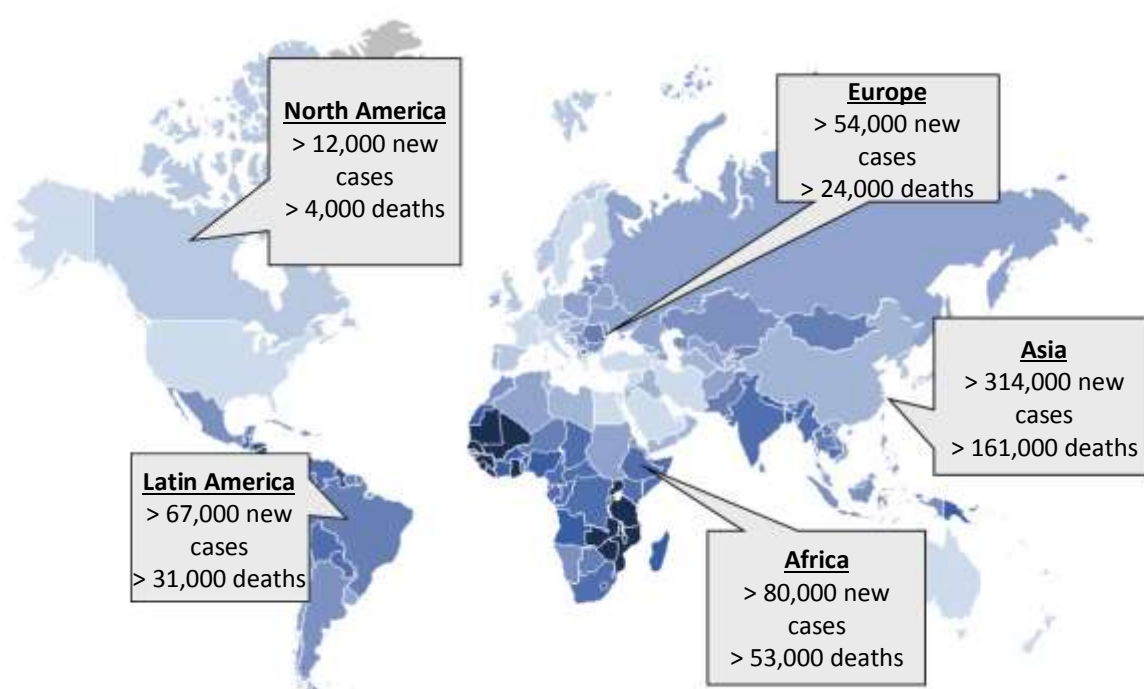 North America
> 12,000 new
cases
> 4,000 deaths
Europe
> 54,000 new
cases
> 24,000 deaths
Asia
> 314,000 new
cases
> 161,000 deaths
Latin America
> 67,000 new
cases
> 31,000 deaths
Africa
> 80,000 new
cases
> 53,000 deaths